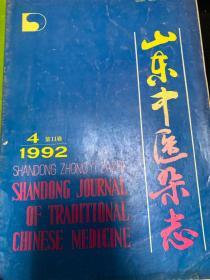 山东中医杂志
4 第11卷
1992
SHANDONG ZHONGYI ZAZHI
SHANDONG JOURNAL
OF TRADITIONAL
CHINESE MEDICINE